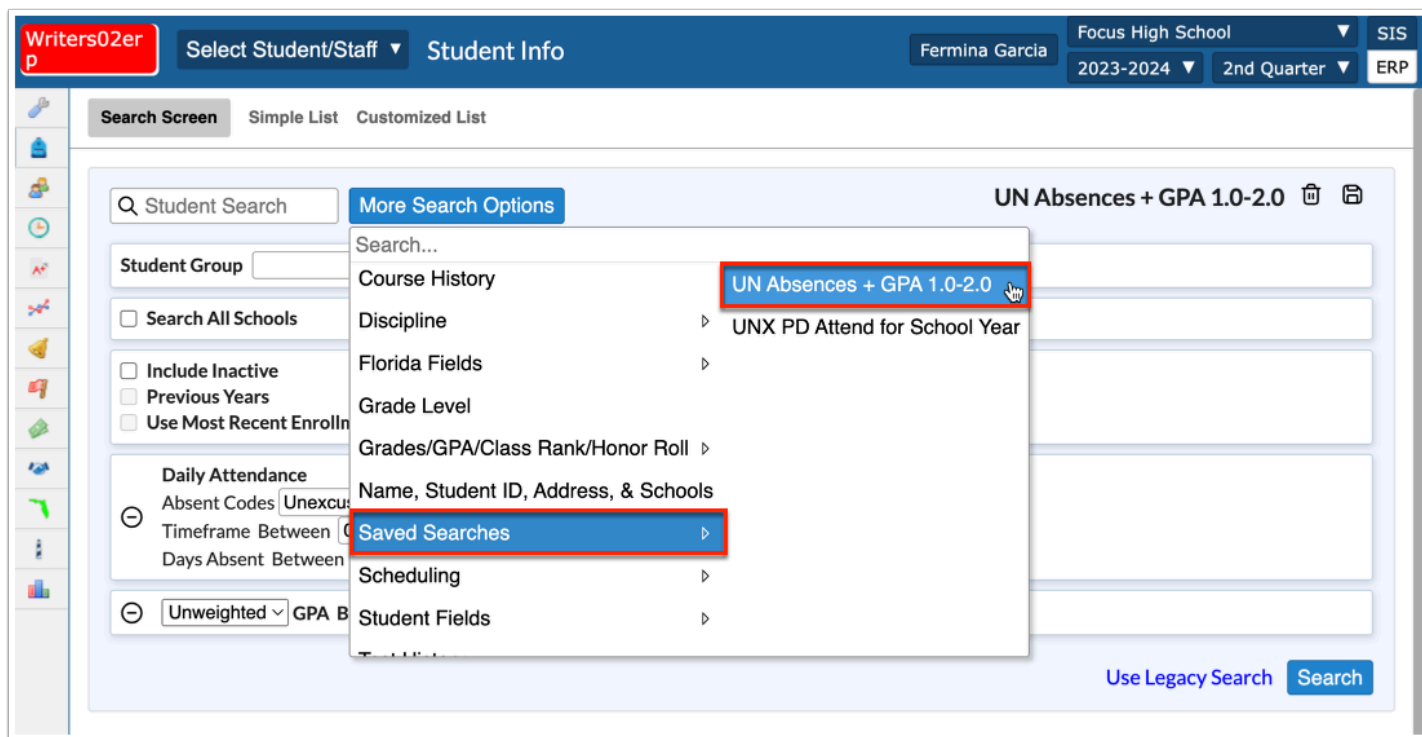 Writers02er
p
Select Student/Staff ▼
Student Info
Fermina Garcia
Focus High School ▼
2023-2024 ▼
2nd Quarter ▼
SIS
ERP
Search Screen
Simple List
Customized List
Student Search
More Search Options
UN Absences + GPA 1.0-2.0
Student Group
Search All Schools
Include Inactive
Previous Years
Use Most Recent Enrolln
Daily Attendance
Absent Codes Unexcu
Timeframe Between
Days Absent Between
Unweighted GPA B
Search...
Course History
Discipline
Florida Fields
Grade Level
Grades/GPA/Class Rank/Honor Roll
Name, Student ID, Address, & Schools
Saved Searches
Scheduling
Student Fields
UN Absences + GPA 1.0-2.0
UNX PD Attend for School Year
Use Legacy Search
Search